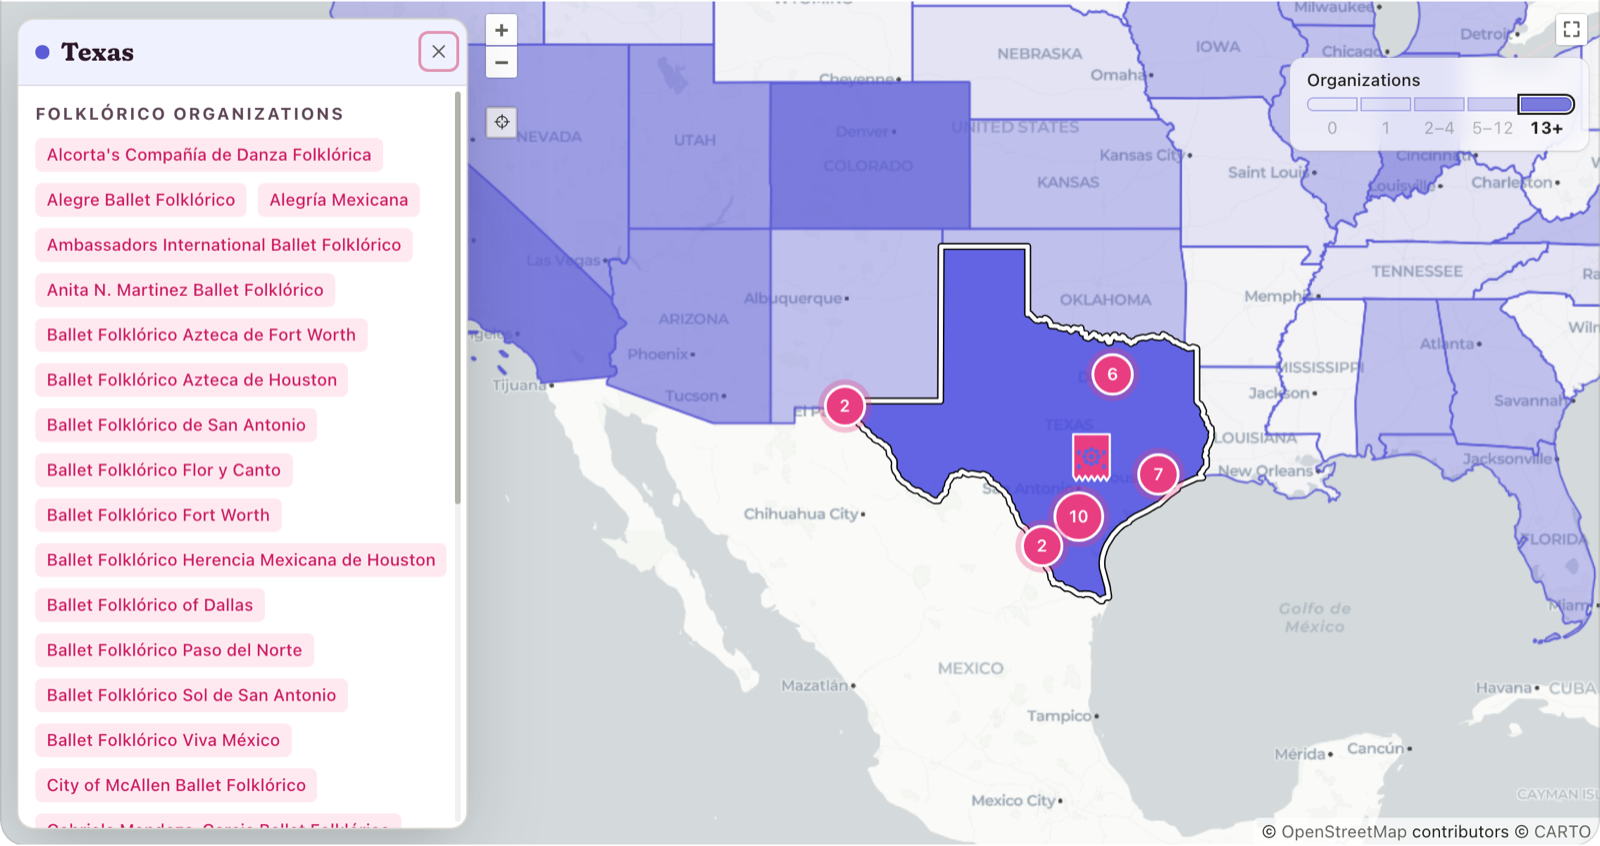 Texas
FOLKLÓRICO ORGANIZATIONS
Alcorta's Compañía de Danza Folklórica
Alegre Ballet Folklórico
Alegría Mexicana
Ambassadors International Ballet Folklórico
Anita N. Martinez Ballet Folklórico
Ballet Folklórico Azteca de Fort Worth
Ballet Folklórico Azteca de Houston
Ballet Folklórico de San Antonio
Ballet Folklórico Flor y Canto
Ballet Folklórico Fort Worth
Ballet Folklórico Herencia Mexicana de Houston
Ballet Folklórico of Dallas
Ballet Folklórico Paso del Norte
Ballet Folklórico Sol de San Antonio
Ballet Folklórico Viva México
City of McAllen Ballet Folklórico
+
−
Organizations
0
1
2–4
5–12
13+
WYOMING
Milwaukee
Detroit
Chicago
IOWA
NEBRASKA
Omaha
Cheyenne
NEVADA
UTAH
Denver
COLORADO
UNITED STATES
Kansas City
KANSAS
Saint Louis
Cincinnati
Louisville
Charleston
Las Vegas
Albuquerque
OKLAHOMA
TENNESSEE
Memphis
ARIZONA
Phoenix
Tucson
Tijuana
Atlanta
MISSISSIPPI
Jackson
Savannah
TEXAS
LOUISIANA
New Orleans
Jacksonville
San Antonio
6
2
7
10
2
Chihuahua City
FLORIDA
Miami
Golfo de
México
MEXICO
Mazatlán
Tampico
Havana
CUBA
Mérida
Cancún
Mexico City
CAYMAN
© OpenStreetMap contributors © CARTO